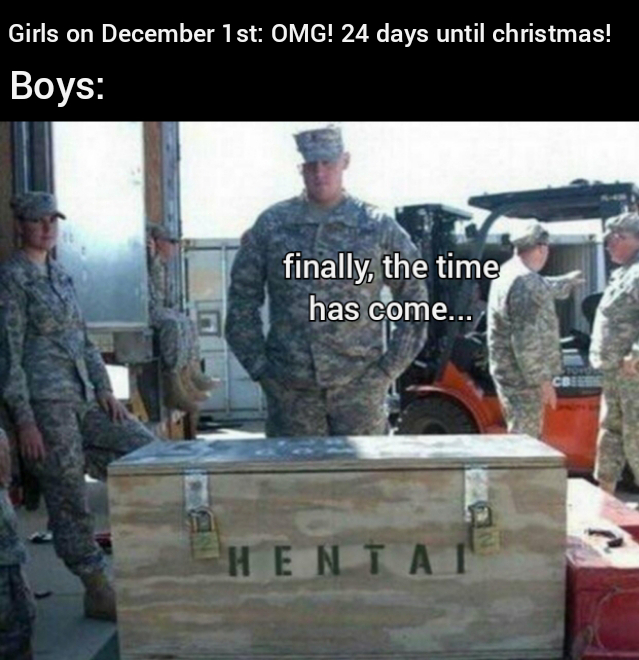 Girls on December 1st: OMG! 24 days until christmas!
Boys:
finally, the time
has come...
HENTAI